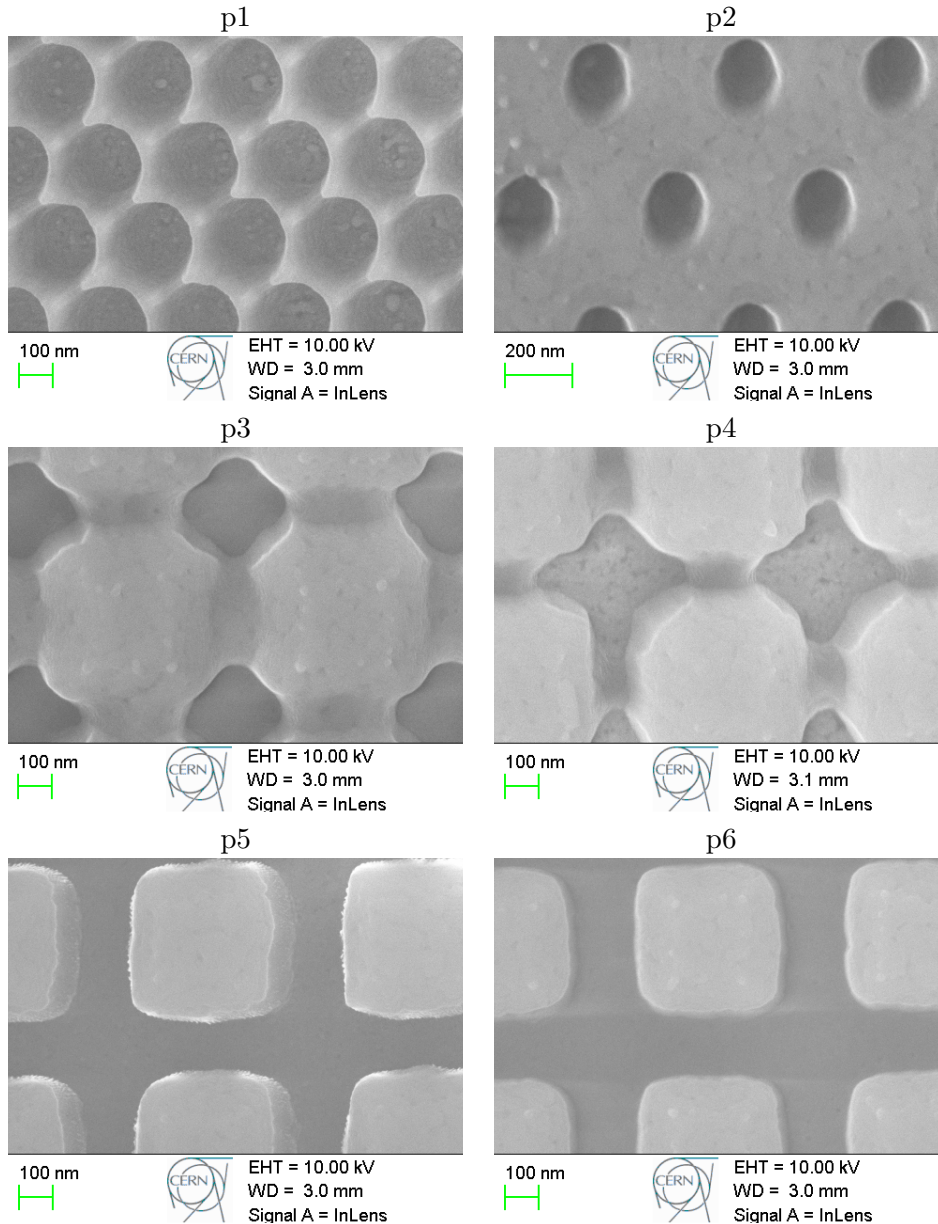 p1
p2
100 nm
CERN
EHT = 10.00 kV
WD = 3.0 mm
Signal A = InLens
200 nm
CERN
EHT = 10.00 kV
WD = 3.0 mm
Signal A = InLens
p3
p4
100 nm
CERN
EHT = 10.00 kV
WD = 3.0 mm
Signal A = InLens
100 nm
CERN
EHT = 10.00 kV
WD = 3.1 mm
Signal A = InLens
p5
p6
100 nm
CERN
EHT = 10.00 kV
WD = 3.0 mm
Signal A = InLens
100 nm
CERN
EHT = 10.00 kV
WD = 3.0 mm
Signal A = InLens